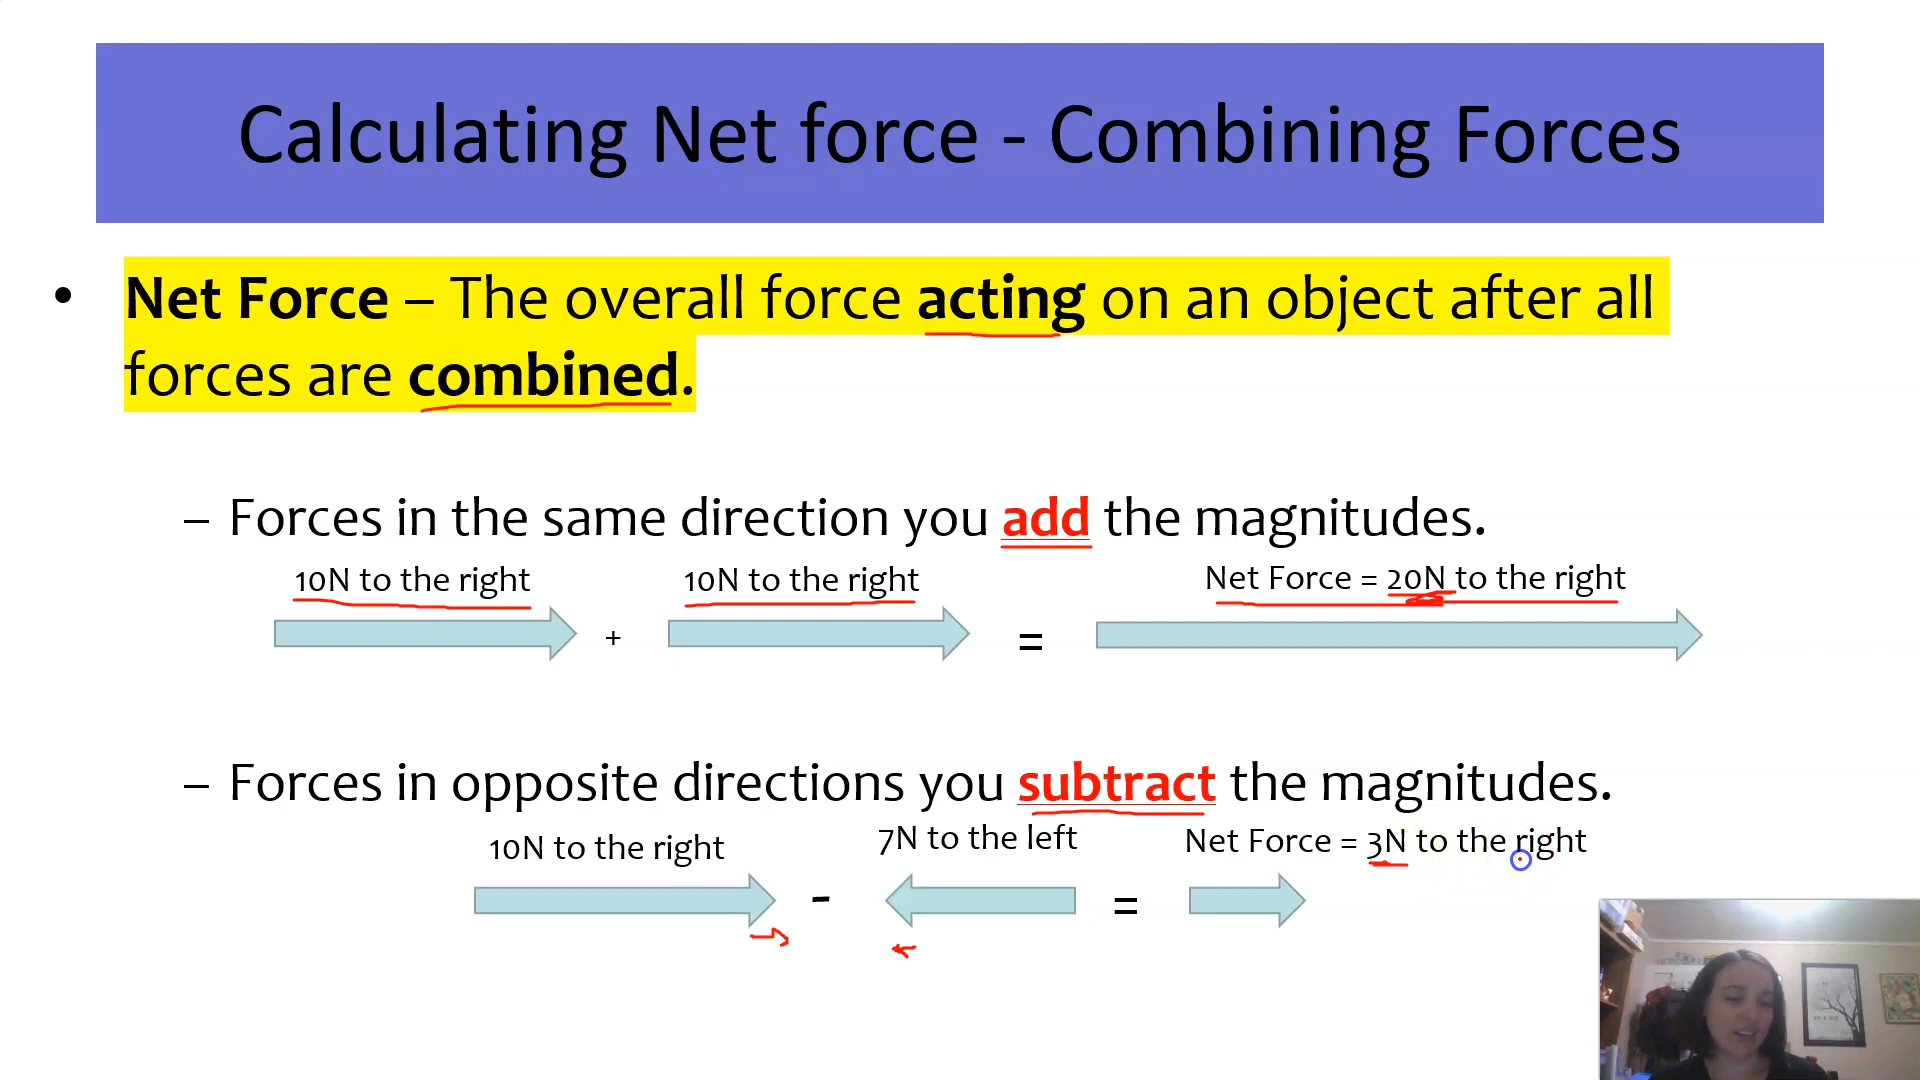 Calculating Net force - Combining Forces
• Net Force – The overall force acting on an object after all
forces are combined.
– Forces in the same direction you add the magnitudes.
10N to the right
10N to the right
Net Force = 20N to the right
+
=
– Forces in opposite directions you subtract the magnitudes.
10N to the right
7N to the left
Net Force = 3N to the right
-
=